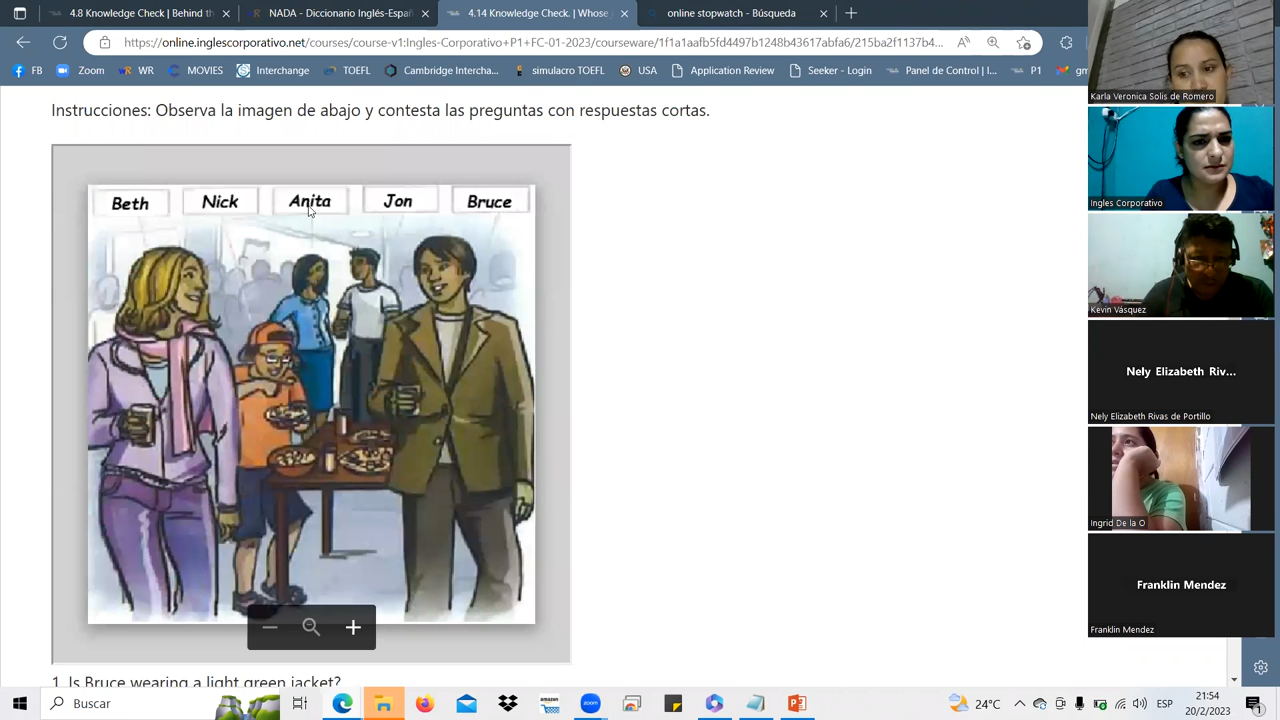 4.8 Knowledge Check | Behind th
NADA - Diccionario Inglés-Españ
4.14 Knowledge Check. | Whose
online stopwatch - Búsqueda
https://online.inglescorporativo.net/courses/course-v1:Ingles-Corporativo+P1+FC-01-2023/courseware/1f1a1aafb5fd4497b1248b43617abfa6/215ba2f1137b4...
FB
Zoom
WR
MOVIES
Interchange
TOEFL
Cambridge Intercha...
simulacro TOEFL
USA
Application Review
Seeker - Login
Panel de Control | I...
P1
gm
Instrucciones: Observa la imagen de abajo y contesta las preguntas con respuestas cortas.
Beth Nick Anita Jon Bruce
1. Is Bruce wearing a light green jacket?
Karla Veronica Solis de Romero
Ingles Corporativo
Kevin Vásquez
Nely Elizabeth Riv...
Nely Elizabeth Rivas de Portillo
Ingrid De la O
Franklin Mendez
Franklin Mendez
Buscar
24°C
ESP
21:54
20/2/2023